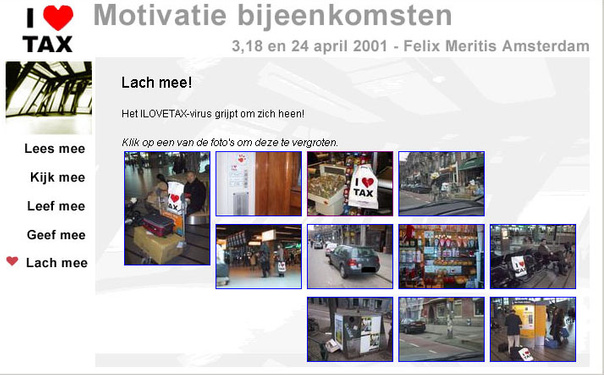 I ❤ TAX
Motivatie bijeenkomsten
3,18 en 24 april 2001 - Felix Meritis Amsterdam
Lees mee
Kijk mee
Leef mee
Geef mee
Lach mee
Lach mee!
Het ILOVETAX-virus grijpt om zich heen!
Klik op een van de foto's om deze te vergroten.
I ❤ TAX